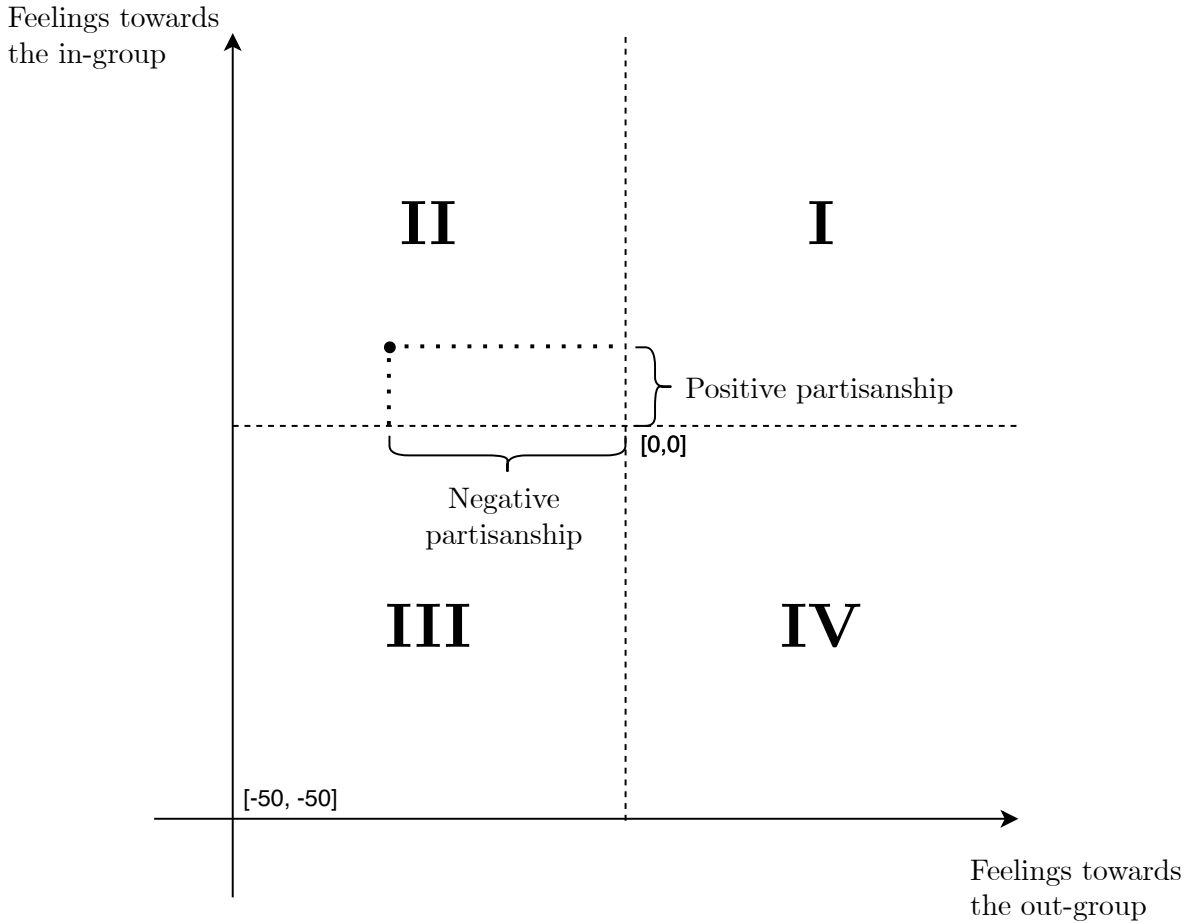 Feelings towards
the in-group
II
I
Positive partisanship
[0,0]
Negative
partisanship
III
IV
[-50, -50]
Feelings towards
the out-group